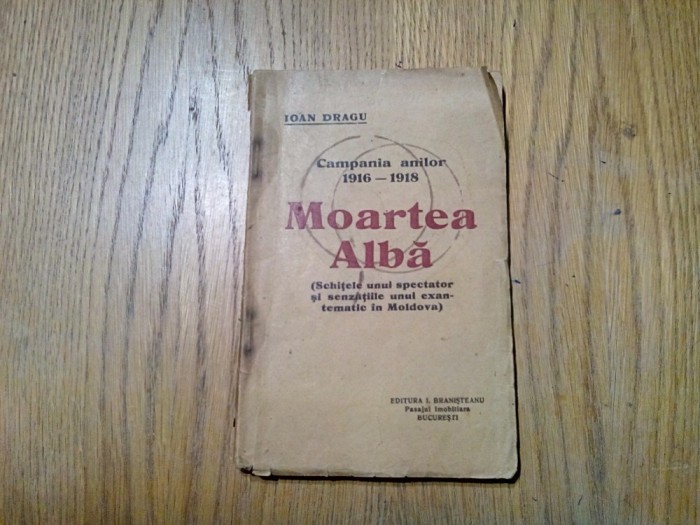 IOAN DRAGU
Campania anilor
1916 — 1918
Moartea
Albă
(Schițele unui spectator
și senzațiile unui exan-
tematic în Moldova)
EDITURA I. BRANIȘTEANU
Pasajul Imobiliara
BUCUREȘTI